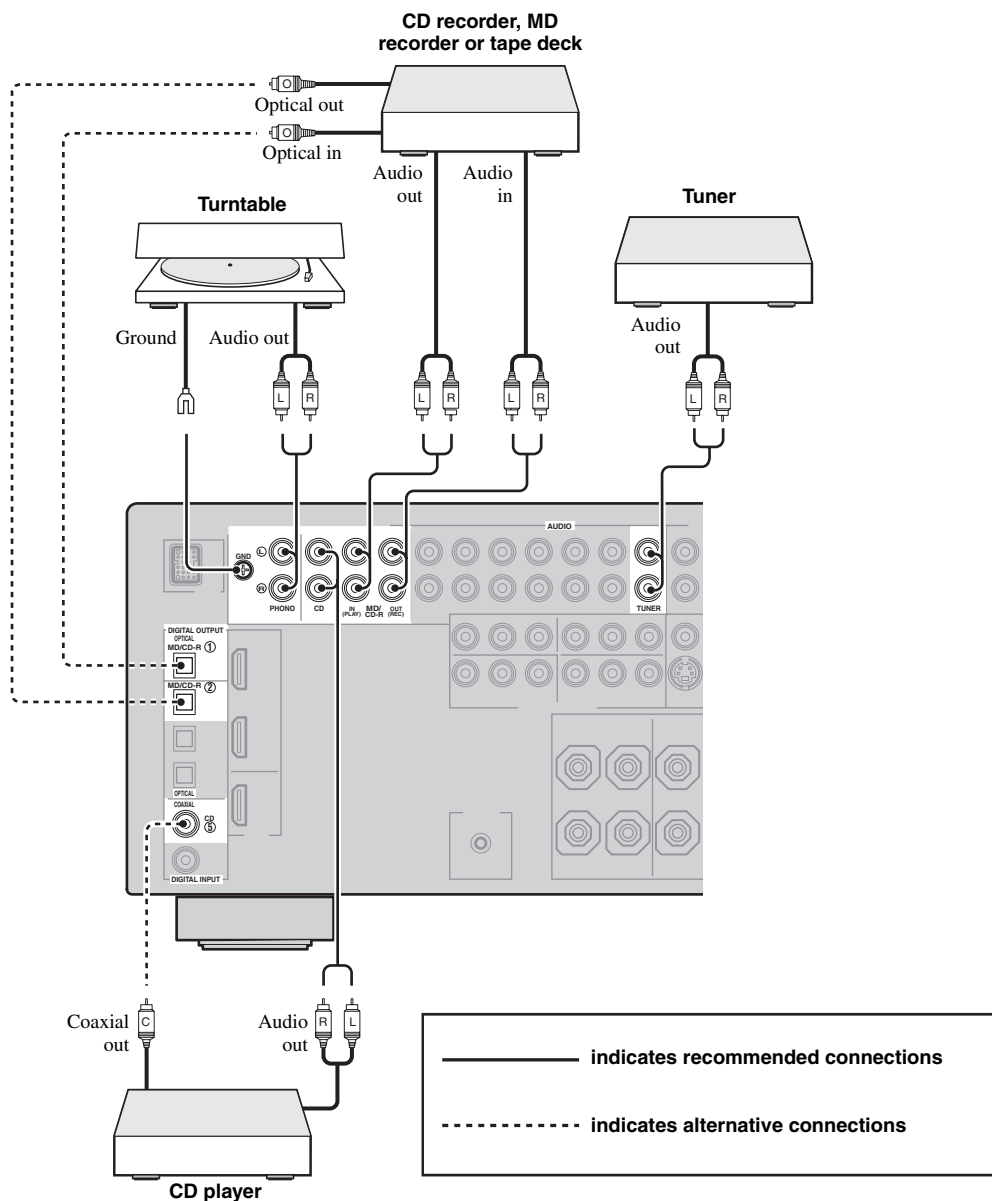 CD recorder, MD
recorder or tape deck
O
Optical out
O
Optical in
Audio
out
Audio
in
Turntable
Tuner
Ground
Audio out
Audio
out
L
R
L
R
L
R
L
R
AUDIO
GND
L
R
PHONO
CD
IN
(PLAY)
MD/
CD-R
OUT
(REC)
TUNER
DIGITAL OUTPUT
OPTICAL
MD/CD-R ①
MD/CD-R ②
OPTICAL
COAXIAL
CD
⑤
DIGITAL INPUT
Coaxial
out
C
Audio
out
R
L
indicates recommended connections
indicates alternative connections
CD player